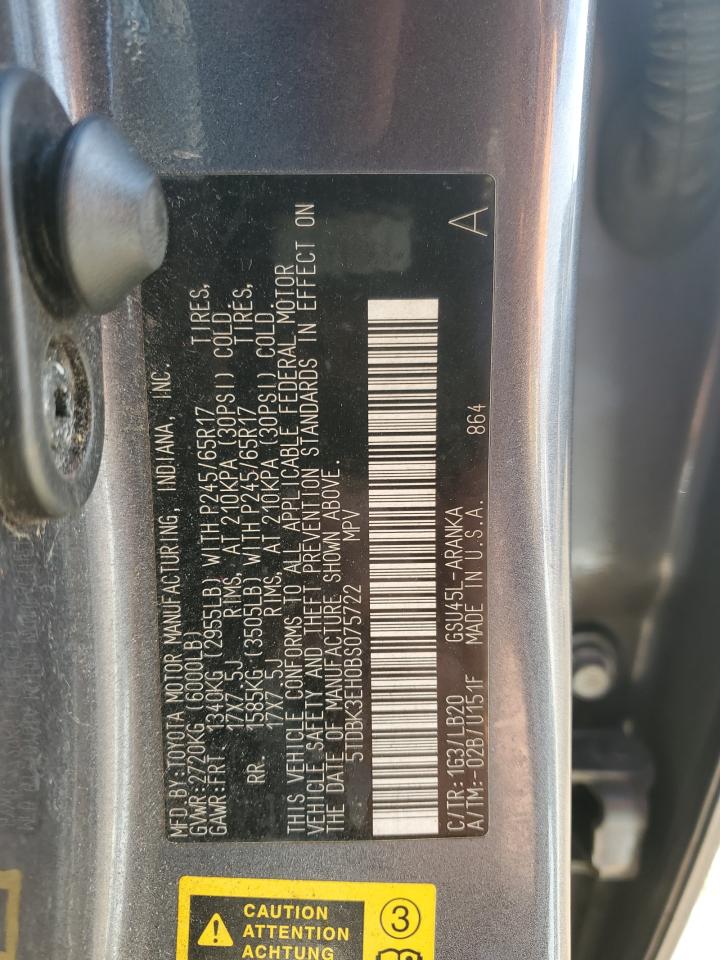 MFD.BY:TOYOTA MOTOR MANUFACTURING, INDIANA, INC.
GVWR:2720KG(6000LB)
GAWR:FRT. 1340KG(2955LB) WITH P245/65R17 TIRES,
17X7.5J RIMS, AT 210KPA (30PSI) COLD
RR. 1585KG(3505LB) WITH P245/65R17 TIRES,
17X7.5J RIMS, AT 210KPA (30PSI) COLD
THIS VEHICLE CONFORMS TO ALL APPLICABLE FEDERAL MOTOR
VEHICLE SAFETY AND THEFT PREVENTION STANDARDS IN EFFECT ON
THE DATE OF MANUFACTURE SHOWN ABOVE.
5TDBK3EH0BS075722 MPV
C/TR:1G3/LB20 GSU45L-ARANKA 864
A/TM:-02B/U151F MADE IN U.S.A.
A
CAUTION
ATTENTION
ACHTUNG
3